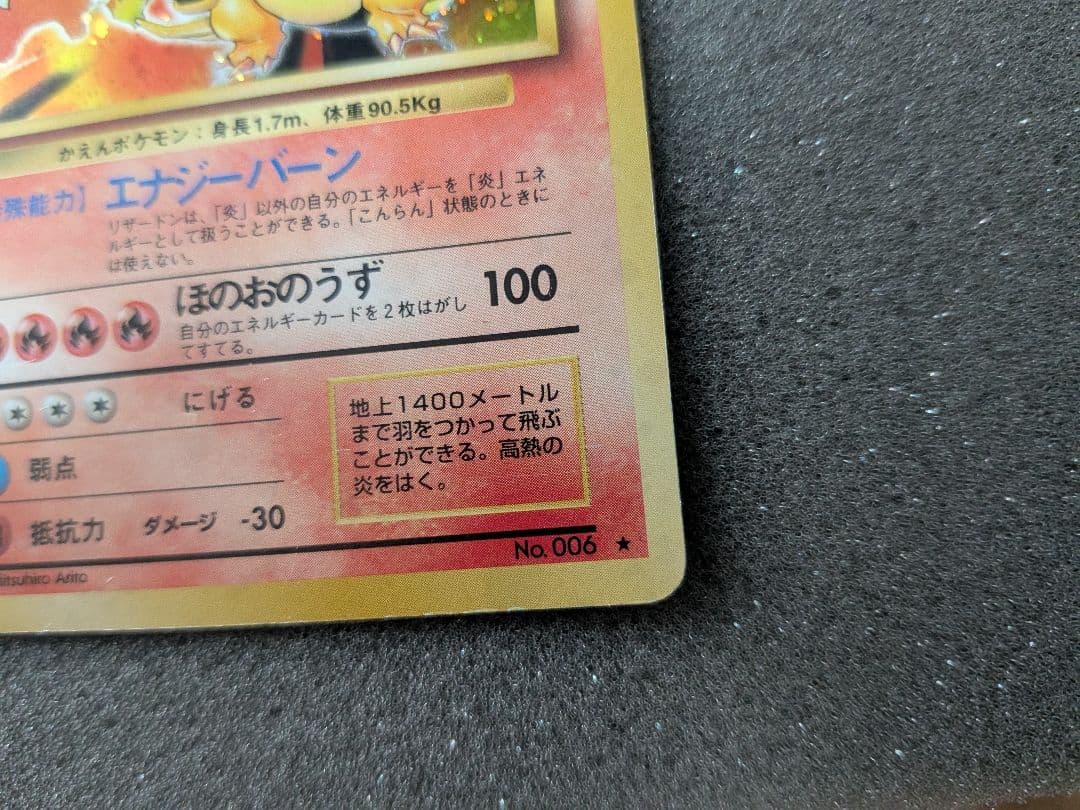 かえんポケモン：身長1.7m、体重90.5Kg
殊能力】 エナジーバーン
リザードンは、「炎」以外の自分のエネルギーを「炎」エネ
ルギーとして扱うことができる。「こんらん」状態のときに
は使えない。
ほのおのうず 100
自分のエネルギーカードを2枚はがし
てすてる。
にげる
弱点
抵抗力 ダメージ -30
地上1400メートル
まで羽をつかって飛ぶ
ことができる。高熱の
炎をはく。
No. 006 ★
itsuhiro Arita